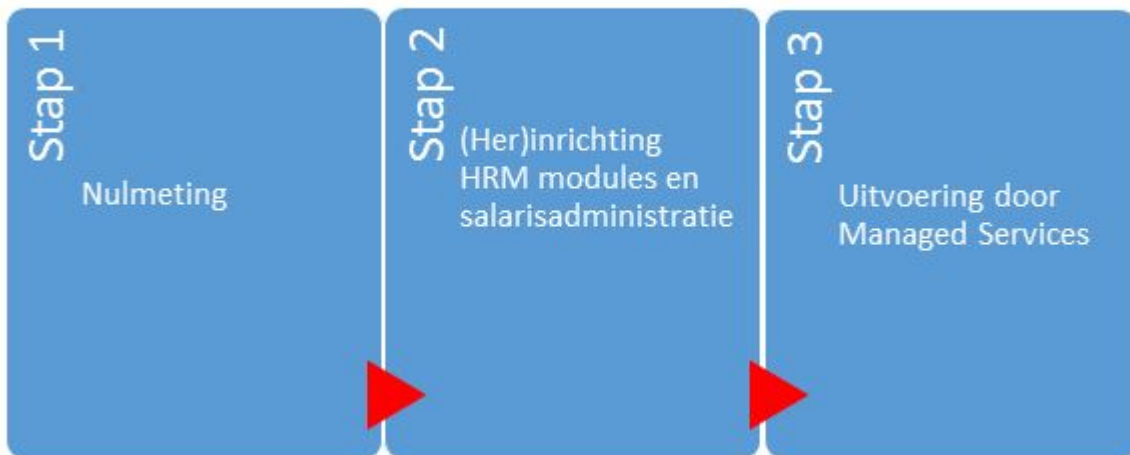 Stap 1
Nulmeting
Stap 2
(Her)inrichting
HRM modules en
salarisadministratie
Stap 3
Uitvoering door
Managed Services